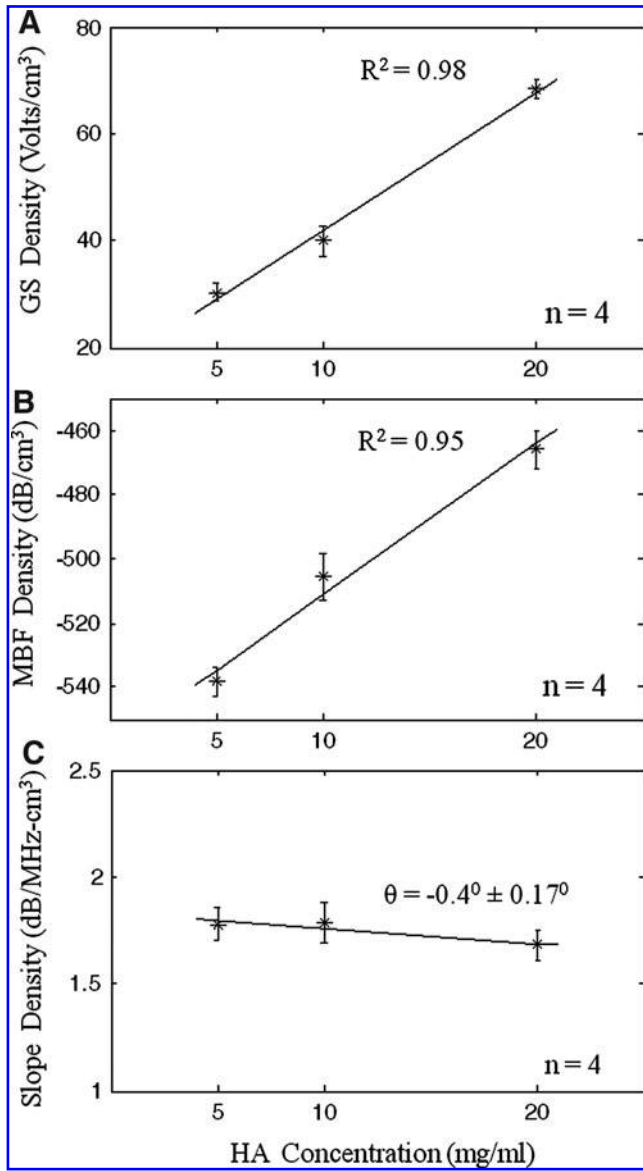 A
GS Density (Volts/cm³)
80
60
40
20
R² = 0.98
n = 4
5 10 20
B
MBF Density (dB/cm³)
-460
-480
-500
-520
-540
R² = 0.95
n = 4
5 10 20
C
Slope Density (dB/MHz-cm³)
2.5
2
1.5
1
θ = -0.4⁰ ± 0.17⁰
n = 4
5 10 20
HA Concentration (mg/ml)